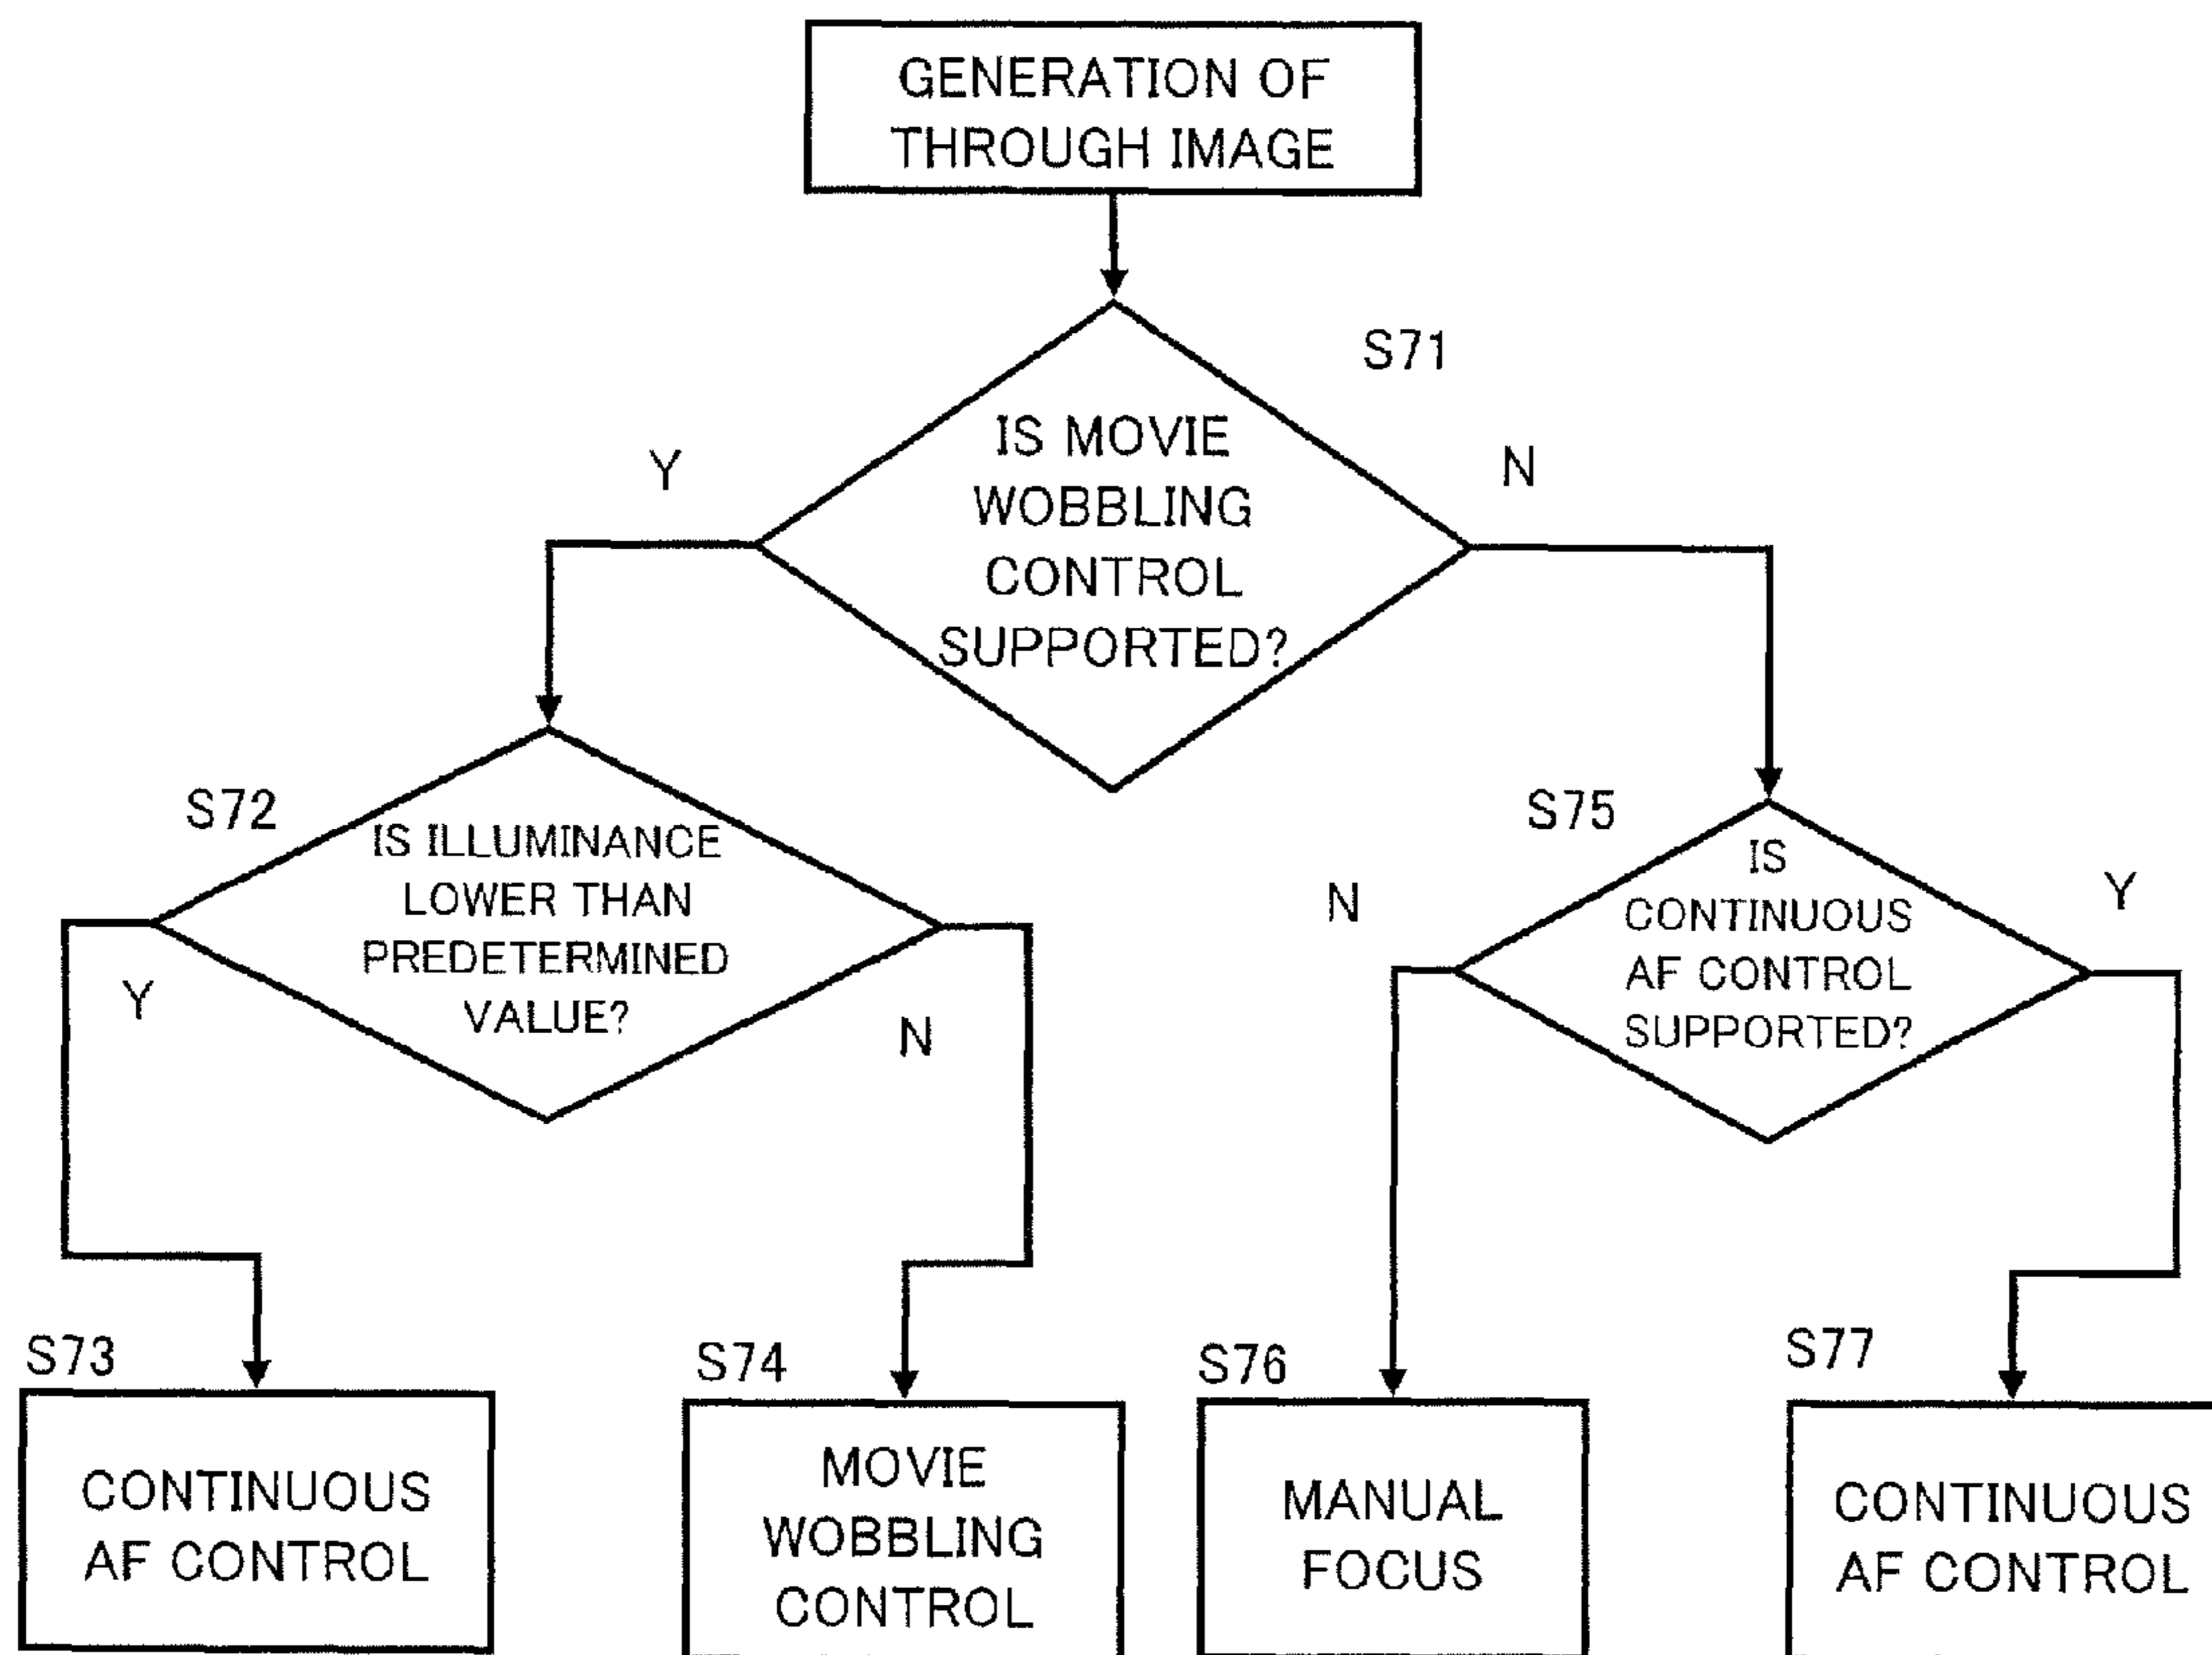 GENERATION OF
THROUGH IMAGE
S71
IS MOVIE
WOBBLING
CONTROL
SUPPORTED?
Y
N
S72
IS ILLUMINANCE
LOWER THAN
PREDETERMINED
VALUE?
Y
N
S75
IS
CONTINUOUS
AF CONTROL
SUPPORTED?
N
Y
S73
CONTINUOUS
AF CONTROL
S74
MOVIE
WOBBLING
CONTROL
S76
MANUAL
FOCUS
S77
CONTINUOUS
AF CONTROL